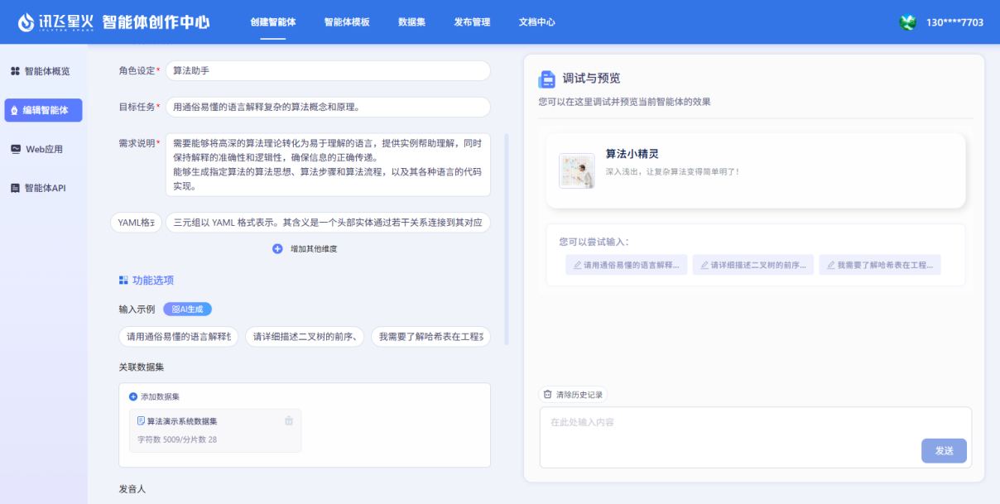 讯飞星火 智能体创作中心
IFLYTEK SPARK
创建智能体 智能体模板 数据集 发布管理 文档中心
130****7703
智能体概览
编辑智能体
Web应用
智能体API
角色设定* 算法助手
目标任务* 用通俗易懂的语言解释复杂的算法概念和原理。
需求说明* 需要能够将高深的算法理论转化为易于理解的语言，提供实例帮助理解，同时
保持解释的准确性和逻辑性，确保信息的正确传递。
能够生成指定算法的算法思想、算法步骤和算法流程，以及其各种语言的代码
实现。
YAML格式 三元组以 YAML 格式表示。其含义是一个头部实体通过若干关系连接到其对应
增加其他维度
功能选项
输入示例 AI生成
请用通俗易懂的语言解释 请详细描述二叉树的前序、 我需要了解哈希表在工程实
关联数据集
添加数据集
算法演示系统数据集
字符数 5009/分片数 28
发音人
调试与预览
您可以在这里调试并预览当前智能体的效果
算法小精灵
深入浅出，让复杂算法变得简单明了！
您可以尝试输入：
请用通俗易懂的语言解释... 请详细描述二叉树的前序... 我需要了解哈希表在工程...
清除历史记录
在此处输入内容
发送